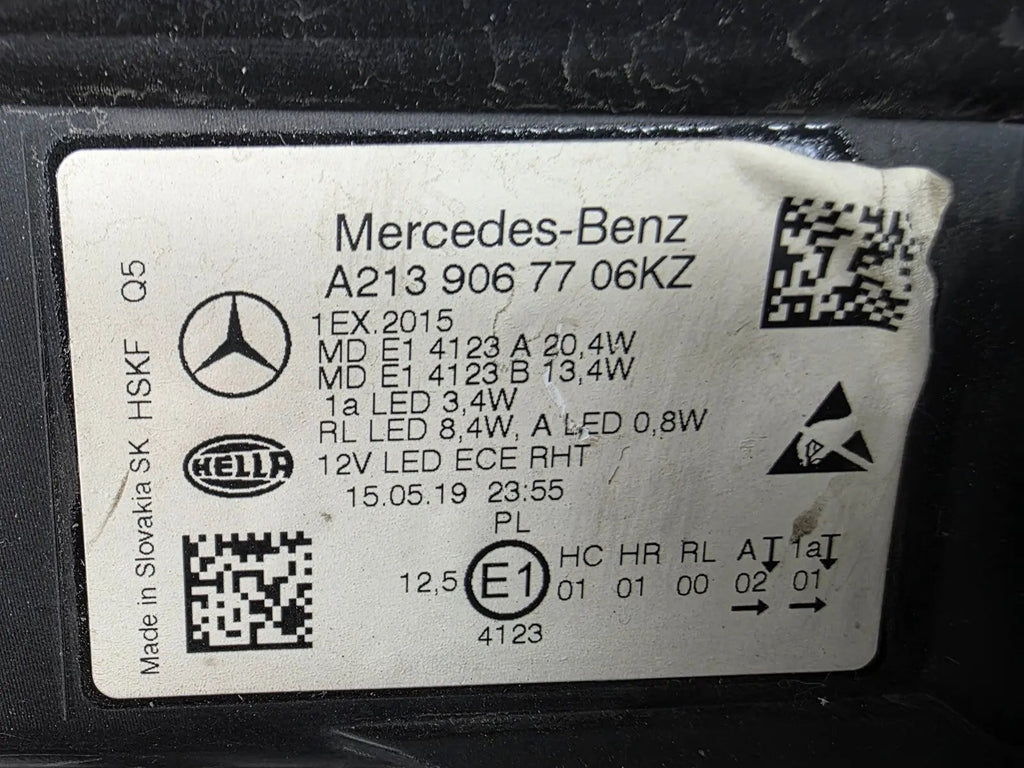 Mercedes-Benz
A213 906 77 06KZ
1EX.2015
MD E1 4123 A 20,4W
MD E1 4123 B 13,4W
1a LED 3,4W
RL LED 8,4W, A LED 0,8W
12V LED ECE RHT
15.05.19 23:55
PL
HELLA
Made in Slovakia SK HSKF Q5
12,5 E1 HC HR RL A 1a
01 01 00 02 01
4123